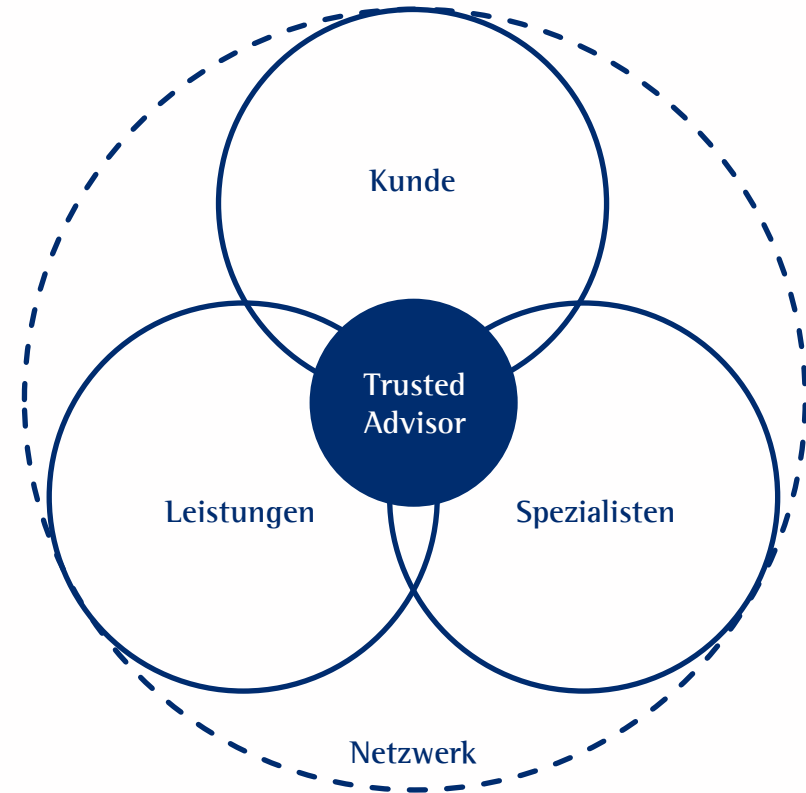 Kunde
Trusted
Advisor
Leistungen
Spezialisten
Netzwerk